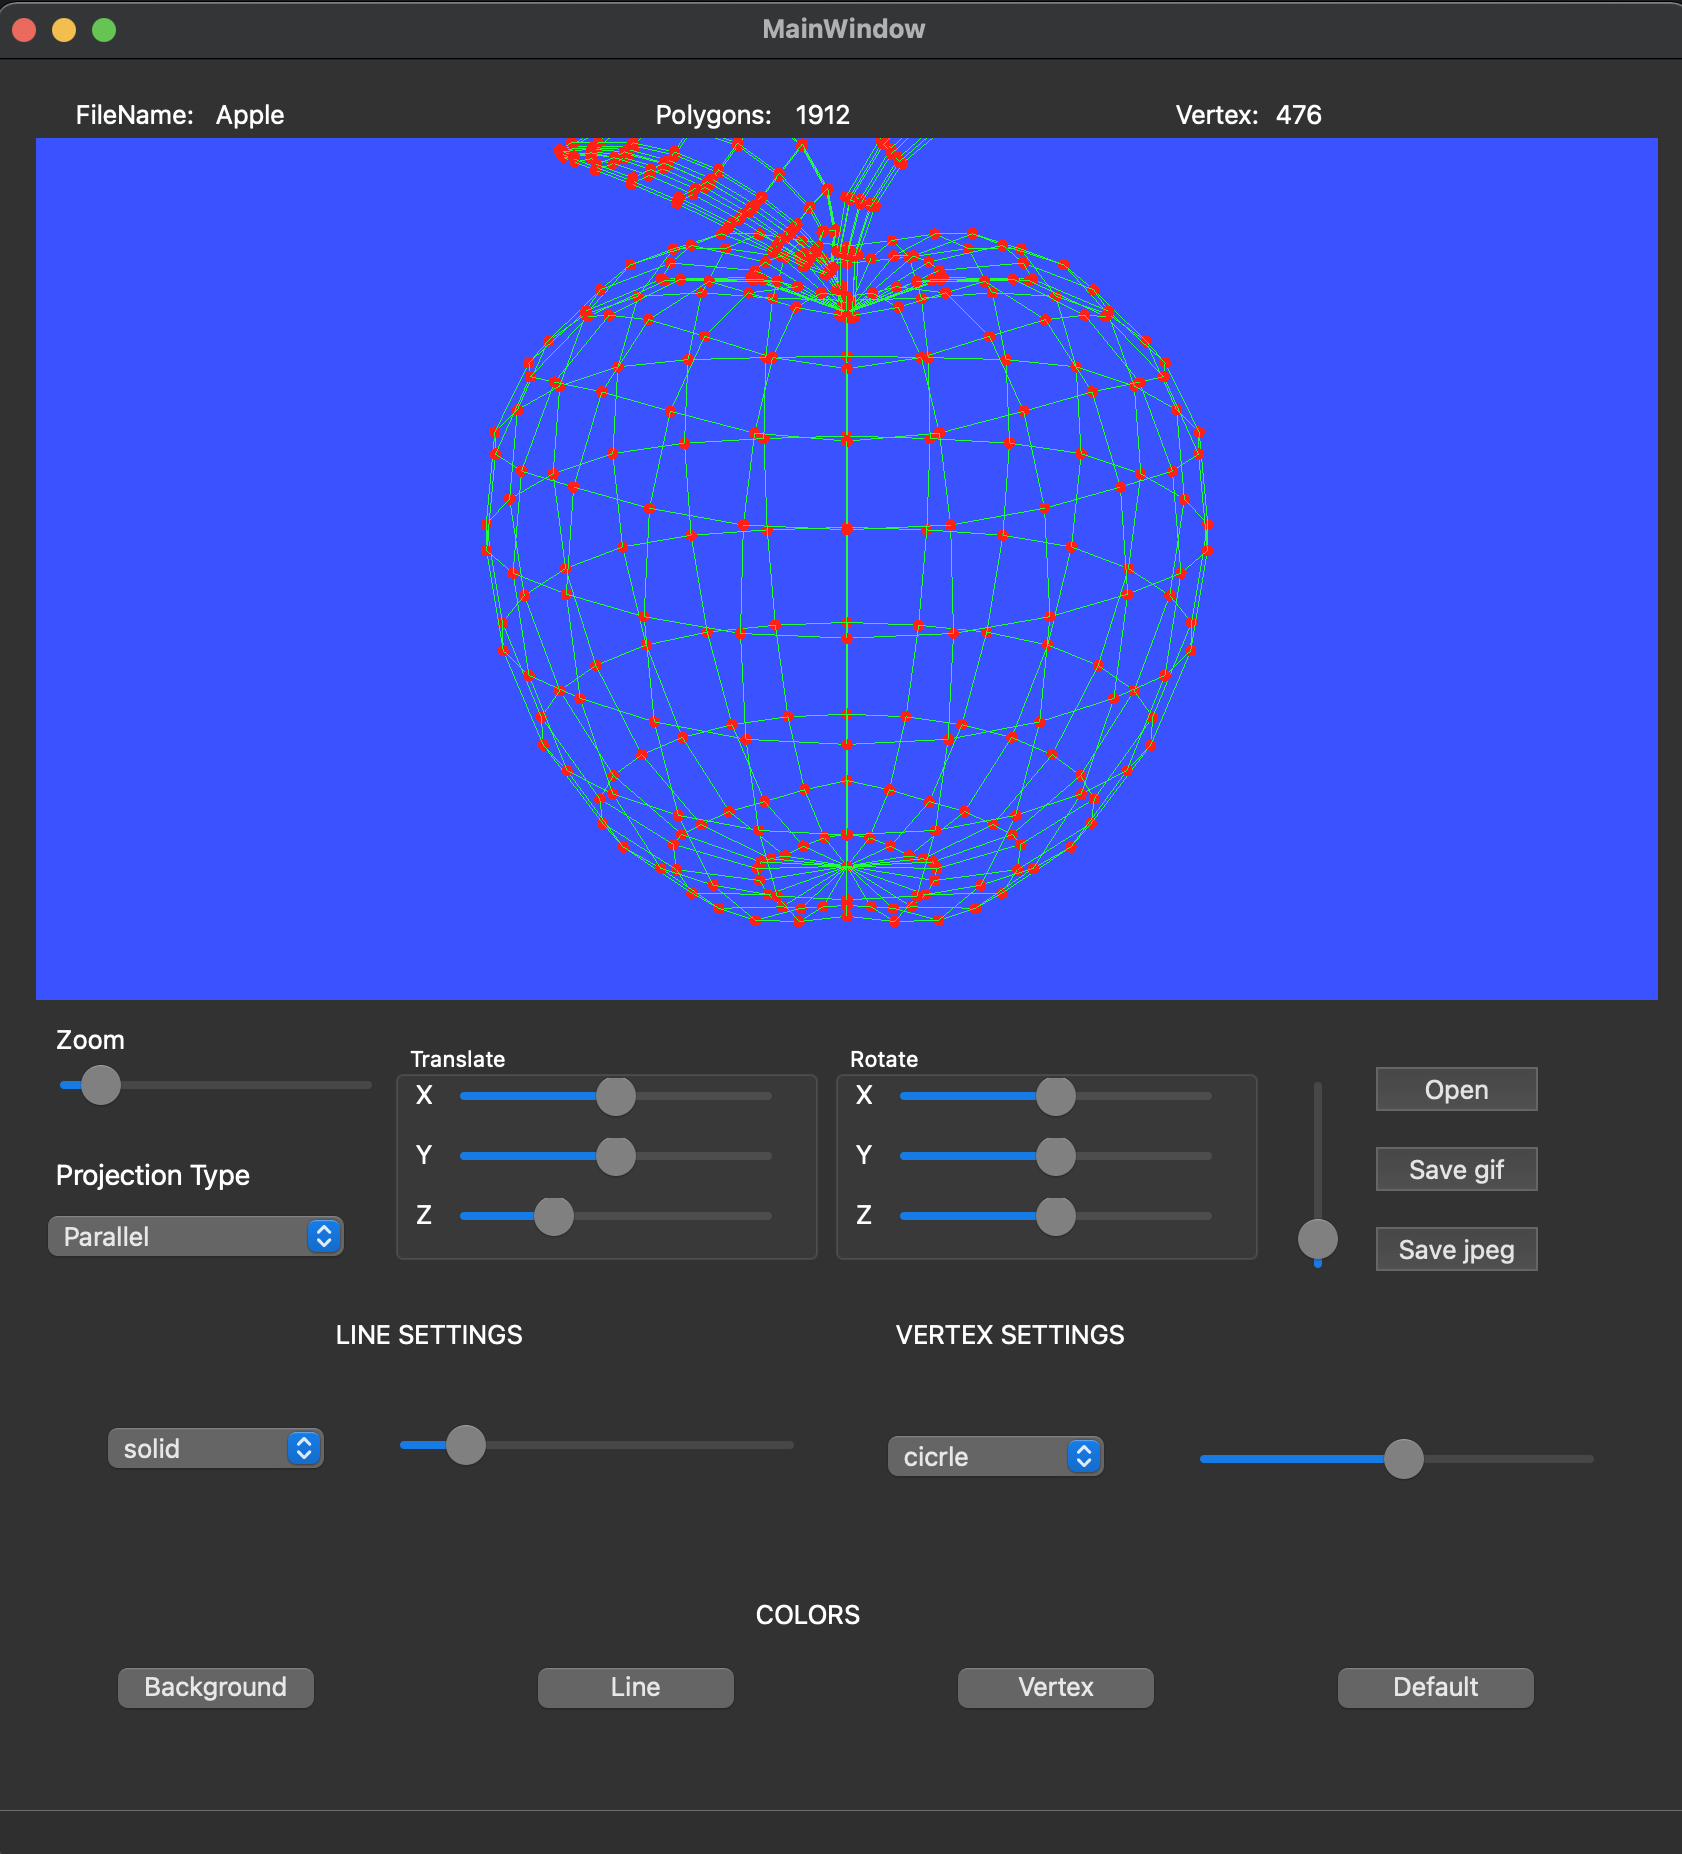 MainWindow
FileName: Apple Polygons: 1912 Vertex: 476
Zoom
Translate
Rotate
X
Y
Z
X
Y
Z
Projection Type
Parallel
Open
Save gif
Save jpeg
LINE SETTINGS
VERTEX SETTINGS
solid
cicrle
COLORS
Background Line Vertex Default